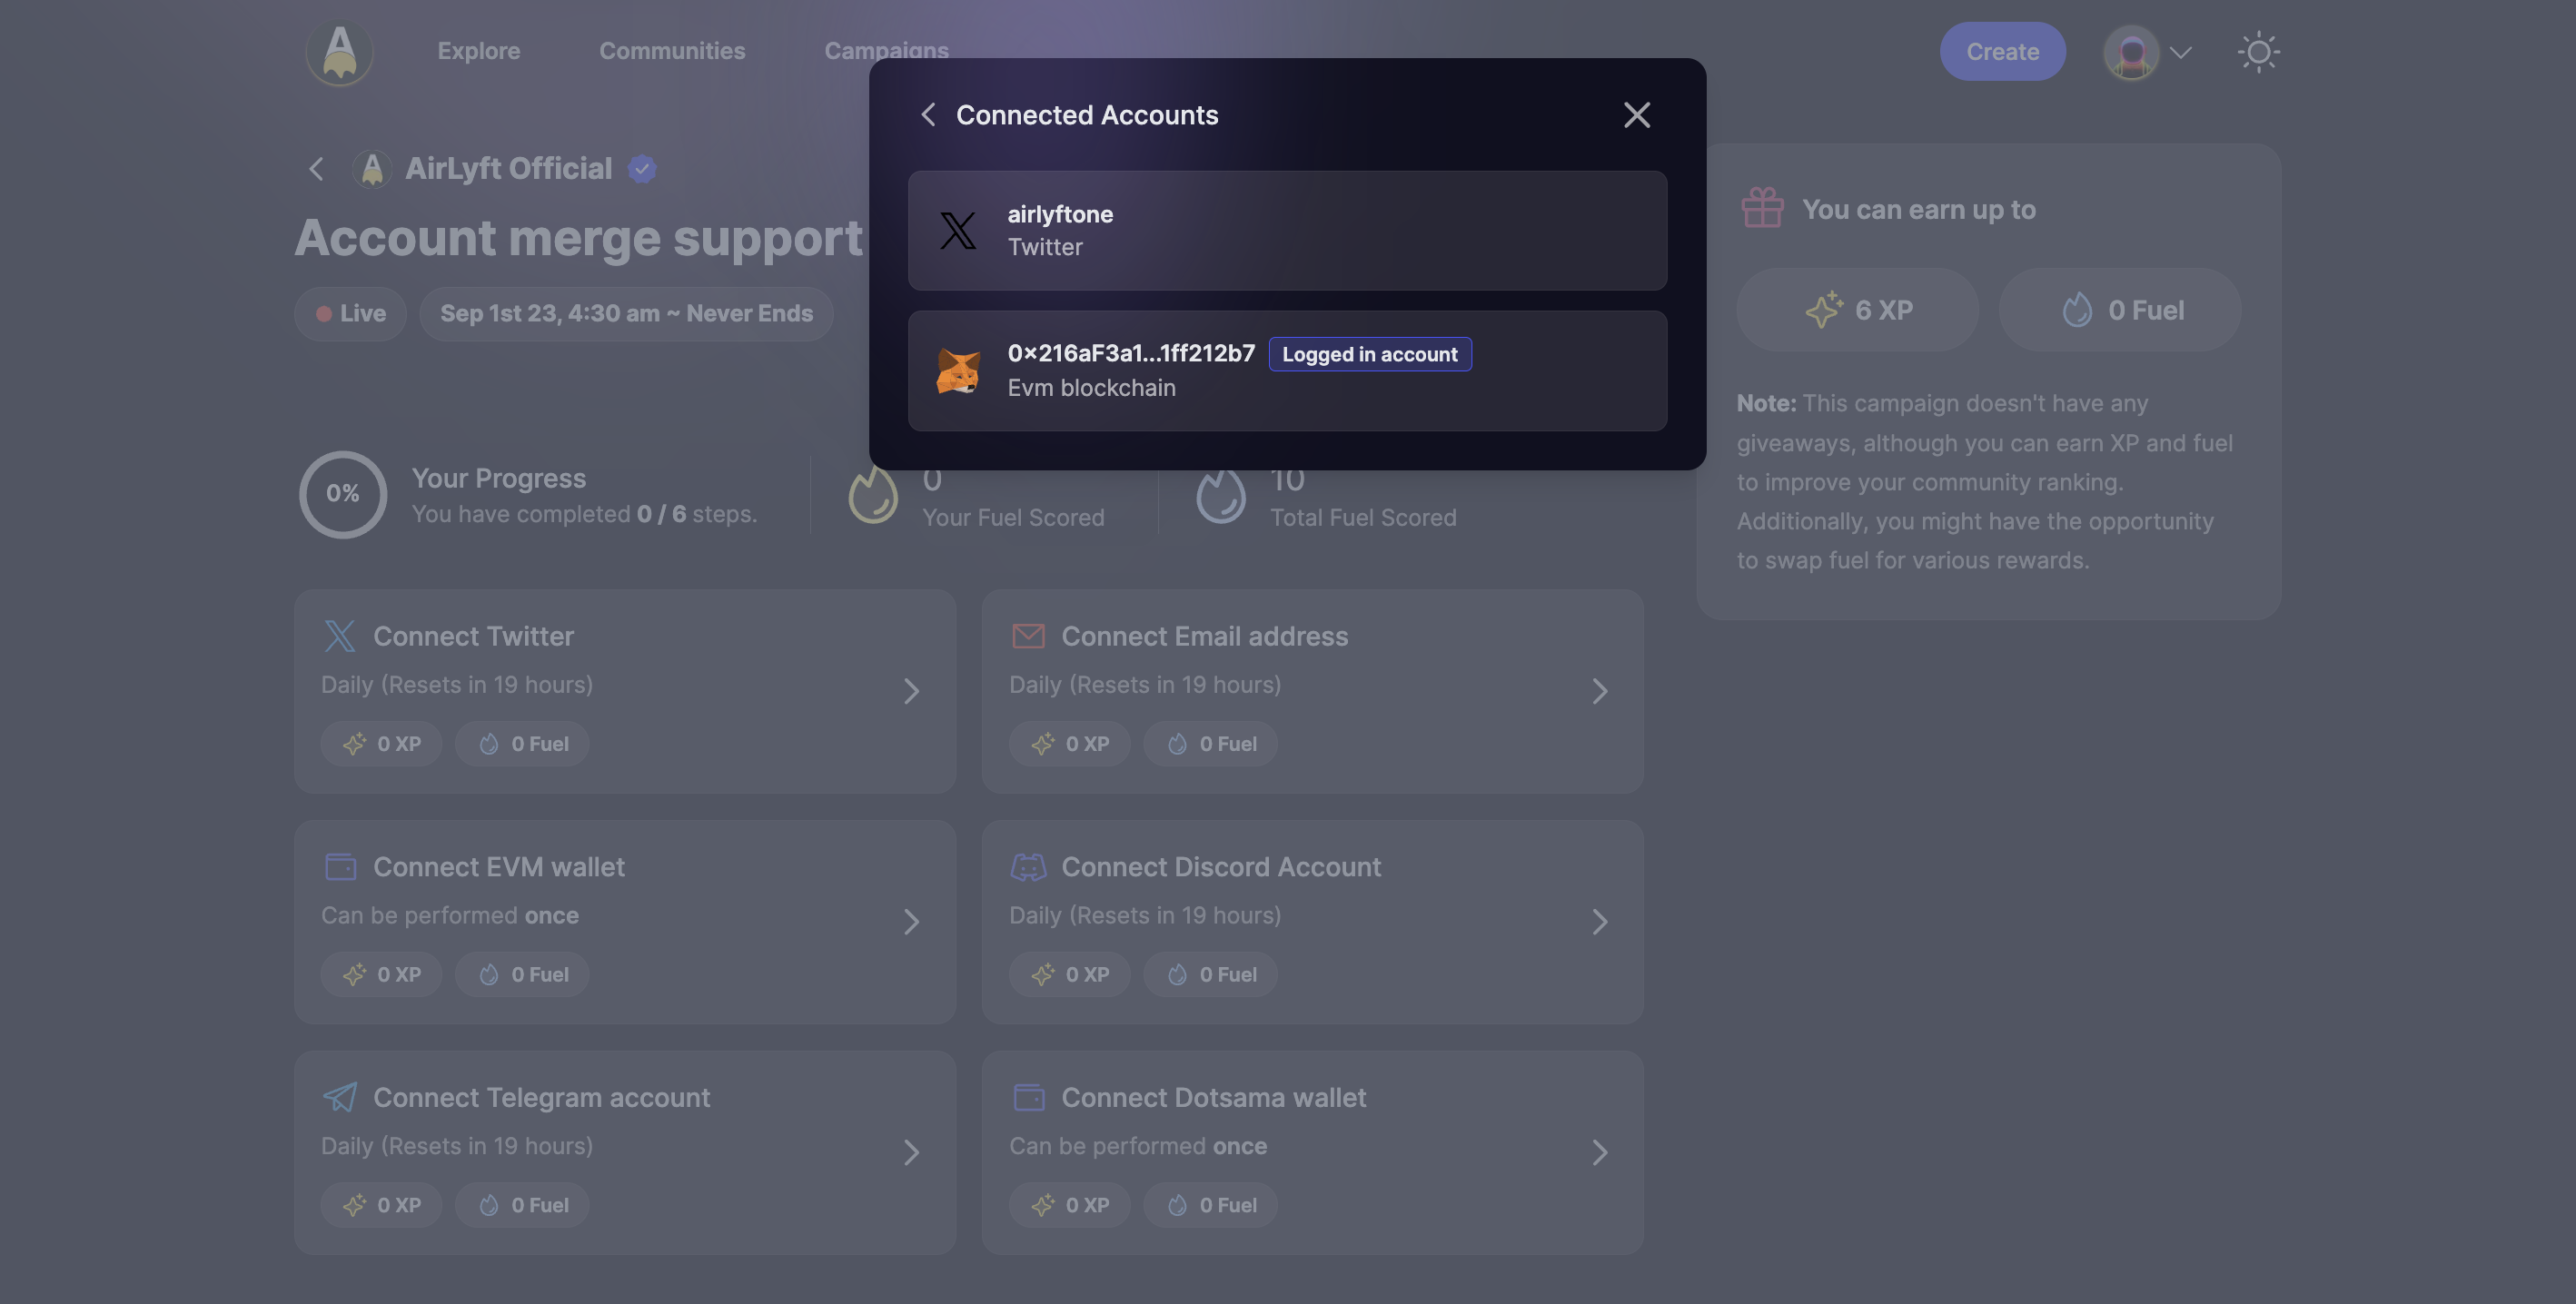 Explore
Communities
Campaigns
Create
Connected Accounts
airlyftone
Twitter
0×216aF3a1...1ff212b7 Logged in account
Evm blockchain
AirLyft Official
Account merge support
Live
Sep 1st 23, 4:30 am ~ Never Ends
You can earn up to
6 XP
0 Fuel
Note: This campaign doesn't have any
giveaways, although you can earn XP and fuel
to improve your community ranking.
Additionally, you might have the opportunity
to swap fuel for various rewards.
0%
Your Progress
You have completed 0 / 6 steps.
0
Your Fuel Scored
10
Total Fuel Scored
Connect Twitter
Daily (Resets in 19 hours)
0 XP
0 Fuel
Connect Email address
Daily (Resets in 19 hours)
0 XP
0 Fuel
Connect EVM wallet
Can be performed once
0 XP
0 Fuel
Connect Discord Account
Daily (Resets in 19 hours)
0 XP
0 Fuel
Connect Telegram account
Daily (Resets in 19 hours)
0 XP
0 Fuel
Connect Dotsama wallet
Can be performed once
0 XP
0 Fuel